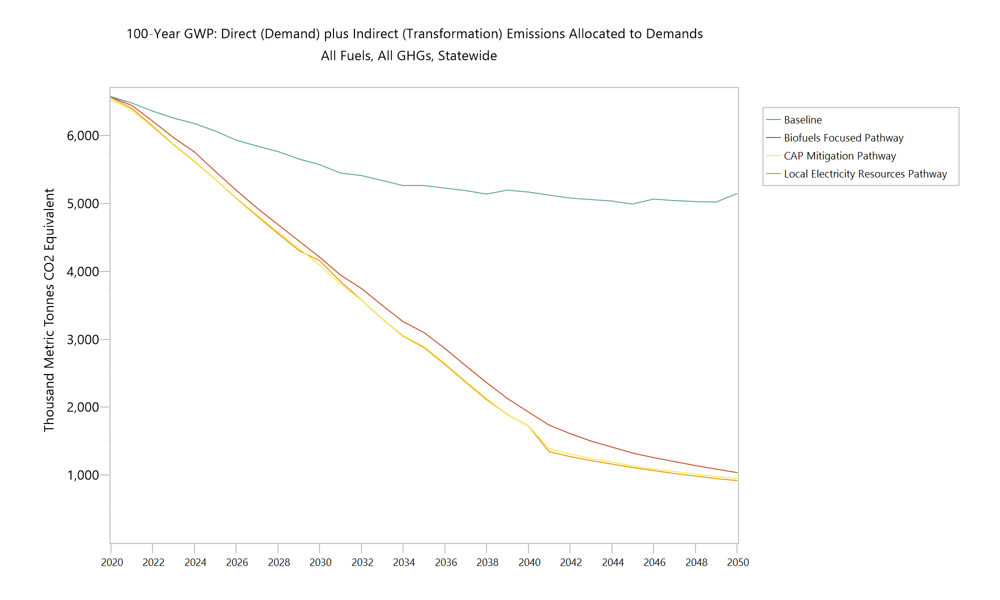 100-Year GWP: Direct (Demand) plus Indirect (Transformation) Emissions Allocated to Demands
All Fuels, All GHGs, Statewide
Thousand Metric Tonnes CO2 Equivalent
6,000
5,000
4,000
3,000
2,000
1,000
2020 2022 2024 2026 2028 2030 2032 2034 2036 2038 2040 2042 2044 2046 2048 2050
Baseline
Biofuels Focused Pathway
CAP Mitigation Pathway
Local Electricity Resources Pathway